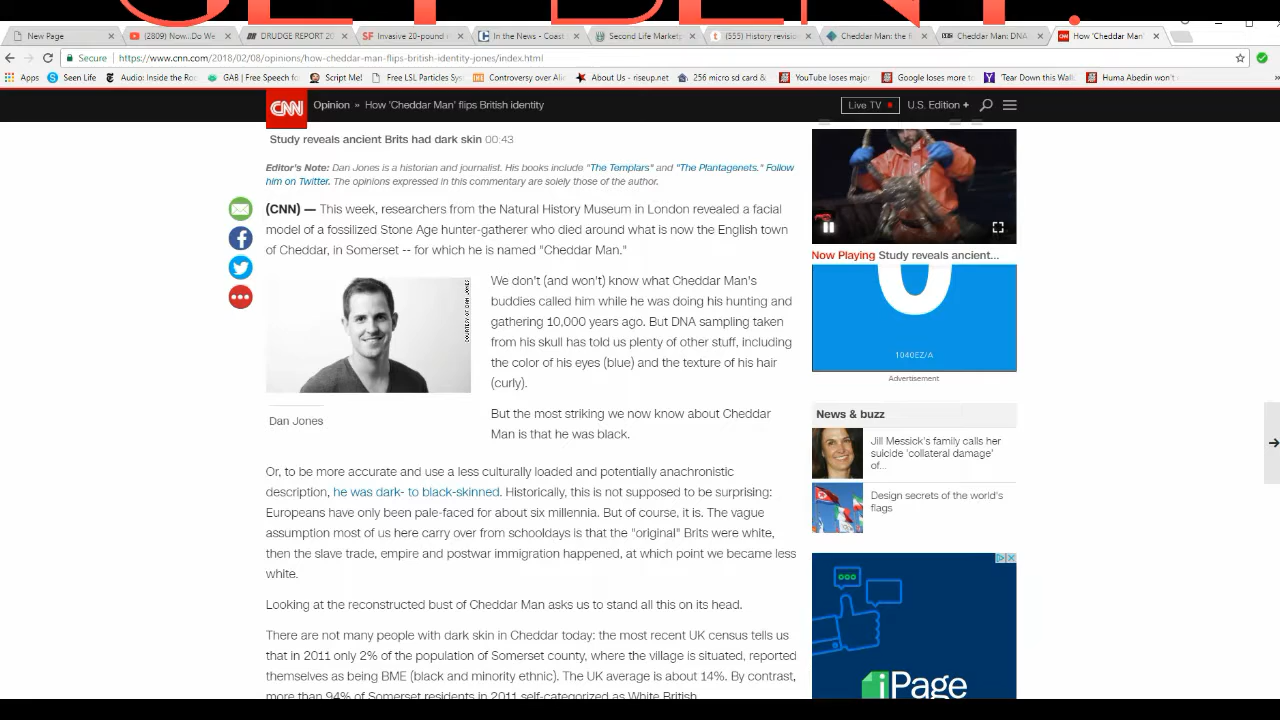 GET BENT.
New Page
(2809) Now...Do We
DRUDGE REPORT 20
Invasive 20-pound
In the News - Coast
Second Life Market
(555) History revisi
Cheddar Man: the f
Cheddar Man: DNA
How 'Cheddar Man'
Secure https://www.cnn.com/2018/02/08/opinions/how-cheddar-man-flips-british-identity-jones/index.html
Apps Seen Life Audio: Inside the Ro GAB | Free Speech fo Script Me! Free LSL Particles Sys Controversy over Ali About Us - riseup.net 256 micro sd card & YouTube loses major Google loses more to Tear Down this Wall Huma Abedin won't
CNN Opinion » How 'Cheddar Man' flips British identity Live TV U.S. Edition +
Study reveals ancient Brits had dark skin 00:43
Editor's Note: Dan Jones is a historian and journalist. His books include "The Templars" and "The Plantagenets." Follow
him on Twitter. The opinions expressed in this commentary are solely those of the author.
(CNN) — This week, researchers from the Natural History Museum in London revealed a facial
model of a fossilized Stone Age hunter-gatherer who died around what is now the English town
of Cheddar, in Somerset -- for which he is named "Cheddar Man."
We don't (and won't) know what Cheddar Man's
buddies called him while he was doing his hunting and
gathering 10,000 years ago. But DNA sampling taken
from his skull has told us plenty of other stuff, including
the color of his eyes (blue) and the texture of his hair
(curly).
Dan Jones
But the most striking we now know about Cheddar
Man is that he was black.
Or, to be more accurate and use a less culturally loaded and potentially anachronistic
description, he was dark- to black-skinned. Historically, this is not supposed to be surprising:
Europeans have only been pale-faced for about six millennia. But of course, it is. The vague
assumption most of us here carry over from schooldays is that the "original" Brits were white,
then the slave trade, empire and postwar immigration happened, at which point we became less
white.
Looking at the reconstructed bust of Cheddar Man asks us to stand all this on its head.
There are not many people with dark skin in Cheddar today: the most recent UK census tells us
that in 2011 only 2% of the population of Somerset county, where the village is situated, reported
themselves as being BME (black and minority ethnic). The UK average is about 14%. By contrast,
more than 94% of Somerset residents in 2011 self-categorized as White British
Now Playing Study reveals ancient...
1040EZ/A
Advertisement
News & buzz
Jill Messick's family calls her
suicide 'collateral damage'
of...
Design secrets of the world's
flags
iPage